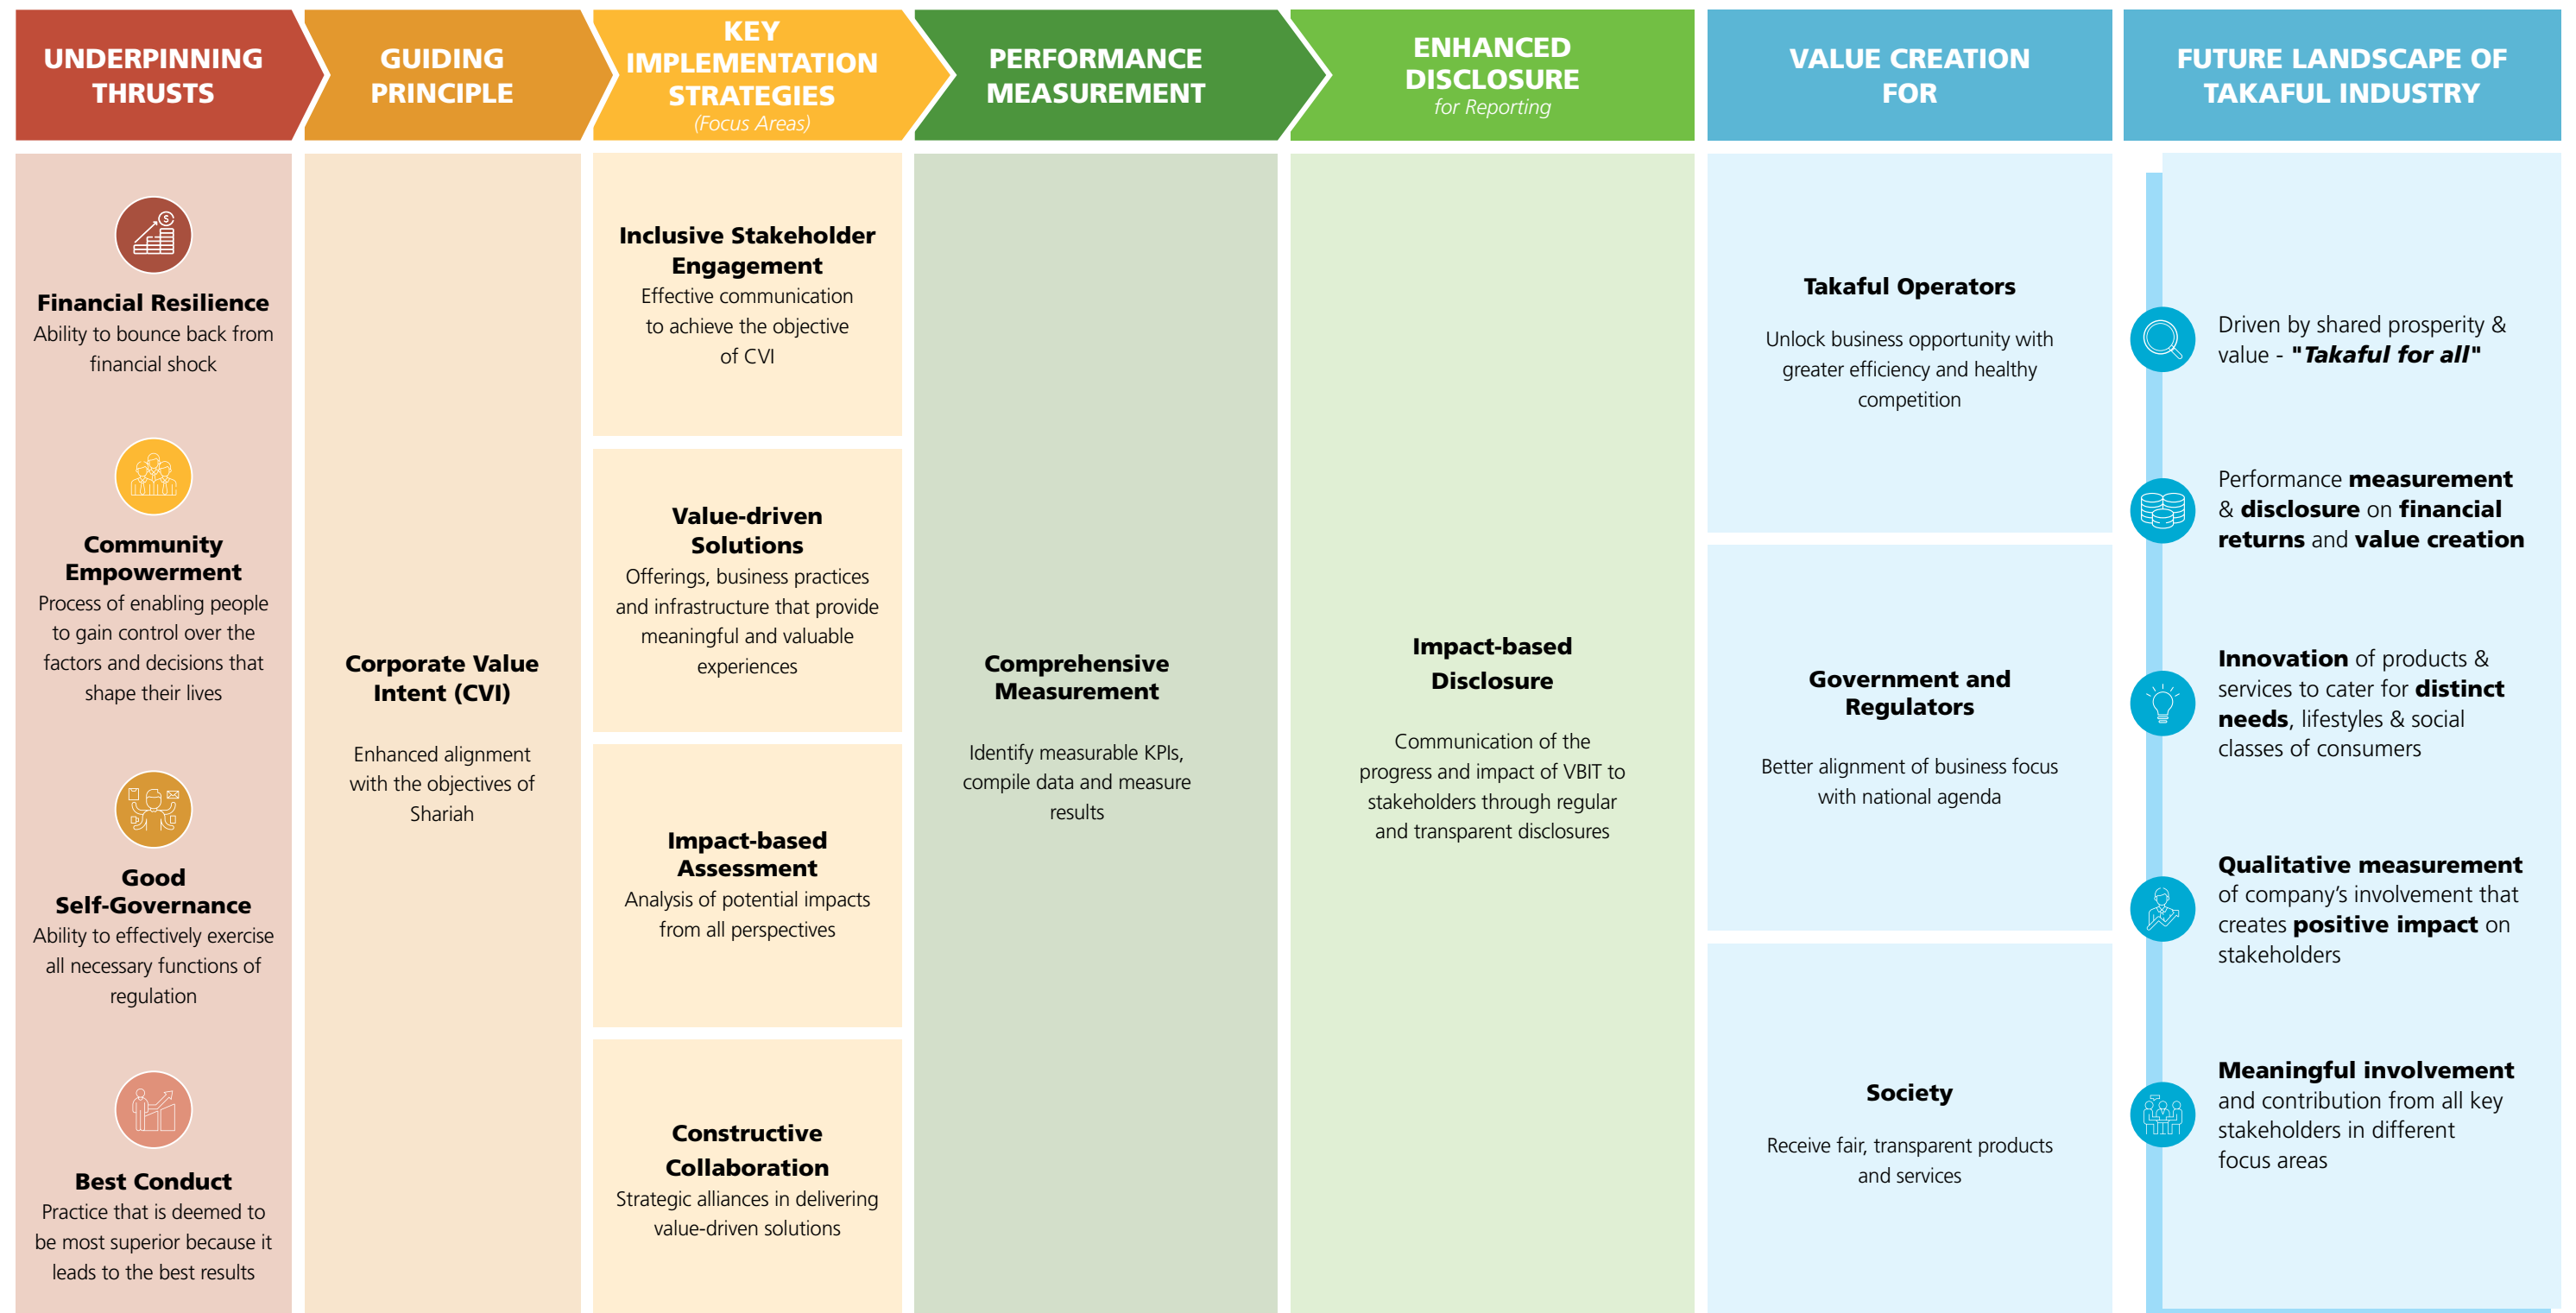 UNDERPINNING
THRUSTS
Financial Resilience
Ability to bounce back from
financial shock
Community
Empowerment
Process of enabling people
to gain control over the
factors and decisions that
shape their lives
Good
Self-Governance
Ability to effectively exercise
all necessary functions of
regulation
Best Conduct
Practice that is deemed to
be most superior because it
leads to the best results
GUIDING
PRINCIPLE
Corporate Value
Intent (CVI)
Enhanced alignment
with the objectives of
Shariah
KEY
IMPLEMENTATION
STRATEGIES
(Focus Areas)
Inclusive Stakeholder
Engagement
Effective communication
to achieve the objective
of CVI
Value-driven
Solutions
Offerings, business practices
and infrastructure that provide
meaningful and valuable
experiences
Impact-based
Assessment
Analysis of potential impacts
from all perspectives
Constructive
Collaboration
Strategic alliances in delivering
value-driven solutions
PERFORMANCE
MEASUREMENT
Comprehensive
Measurement
Identify measurable KPIs,
compile data and measure
results
ENHANCED
DISCLOSURE
for Reporting
Impact-based
Disclosure
Communication of the
progress and impact of VBIT to
stakeholders through regular
and transparent disclosures
VALUE CREATION
FOR
Takaful Operators
Unlock business opportunity with
greater efficiency and healthy
competition
Government and
Regulators
Better alignment of business focus
with national agenda
Society
Receive fair, transparent products
and services
FUTURE LANDSCAPE OF
TAKAFUL INDUSTRY
Driven by shared prosperity &
value - "Takaful for all"
Performance measurement
& disclosure on financial
returns and value creation
Innovation of products &
services to cater for distinct
needs, lifestyles & social
classes of consumers
Qualitative measurement
of company’s involvement that
creates positive impact on
stakeholders
Meaningful involvement
and contribution from all key
stakeholders in different
focus areas